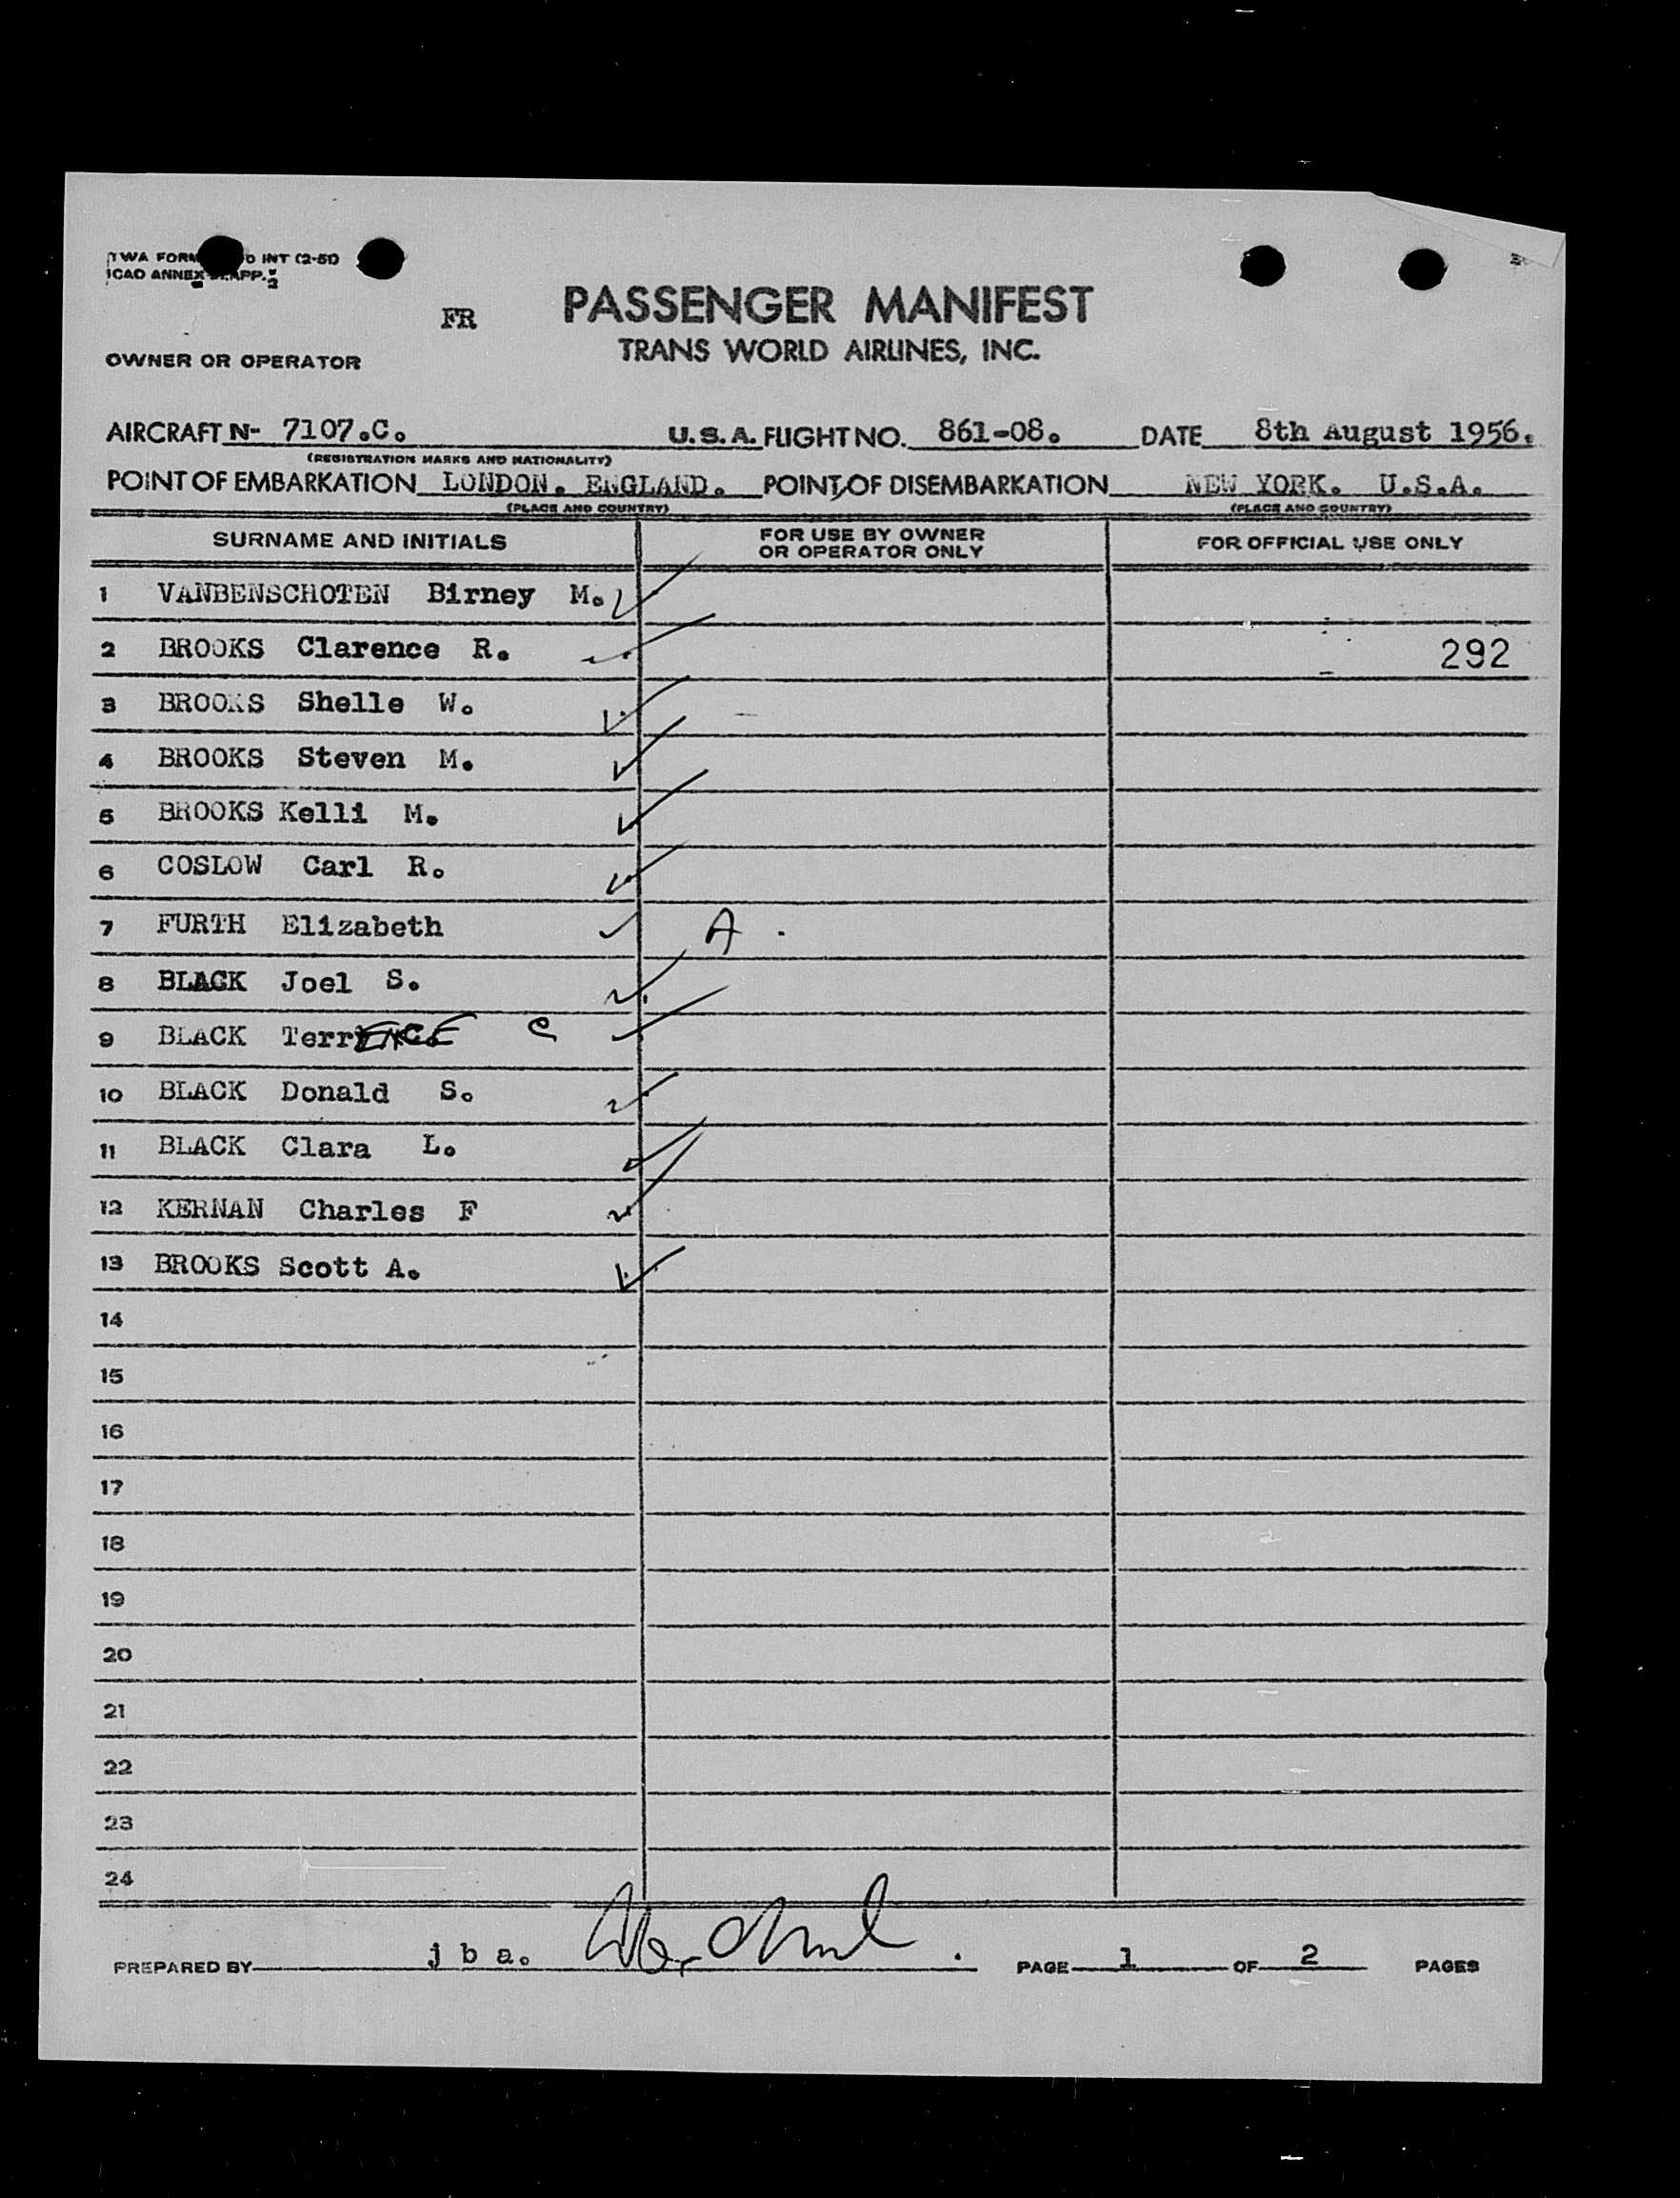 TWA FORM O INT (2-51)
ICAO ANNEX APP. 2
FR
PASSENGER MANIFEST
TRANS WORLD AIRLINES, INC.
OWNER OR OPERATOR
AIRCRAFT N- 7107.C. U.S.A. FLIGHT NO. 861-08. DATE 8th August 1956.
(REGISTRATION MARKS AND NATIONALITY)
POINT OF EMBARKATION LONDON. ENGLAND. POINT OF DISEMBARKATION NEW YORK. U.S.A.
(PLACE AND COUNTRY) (PLACE AND COUNTRY)
SURNAME AND INITIALS FOR USE BY OWNER OR OPERATOR ONLY FOR OFFICIAL USE ONLY
1 VANBENSCHOTEN Birney M.
2 BROOKS Clarence R. 292
3 BROOKS Shelle W.
4 BROOKS Steven M.
5 BROOKS Kelli M.
6 COSLOW Carl R.
7 FURTH Elizabeth A.
8 BLACK Joel S.
9 BLACK TerrENCE C
10 BLACK Donald S.
11 BLACK Clara L.
12 KERNAN Charles F
13 BROOKS Scott A.
14
15
16
17
18
19
20
21
22
23
24
PREPARED BY j b a. PAGE 1 OF 2 PAGES